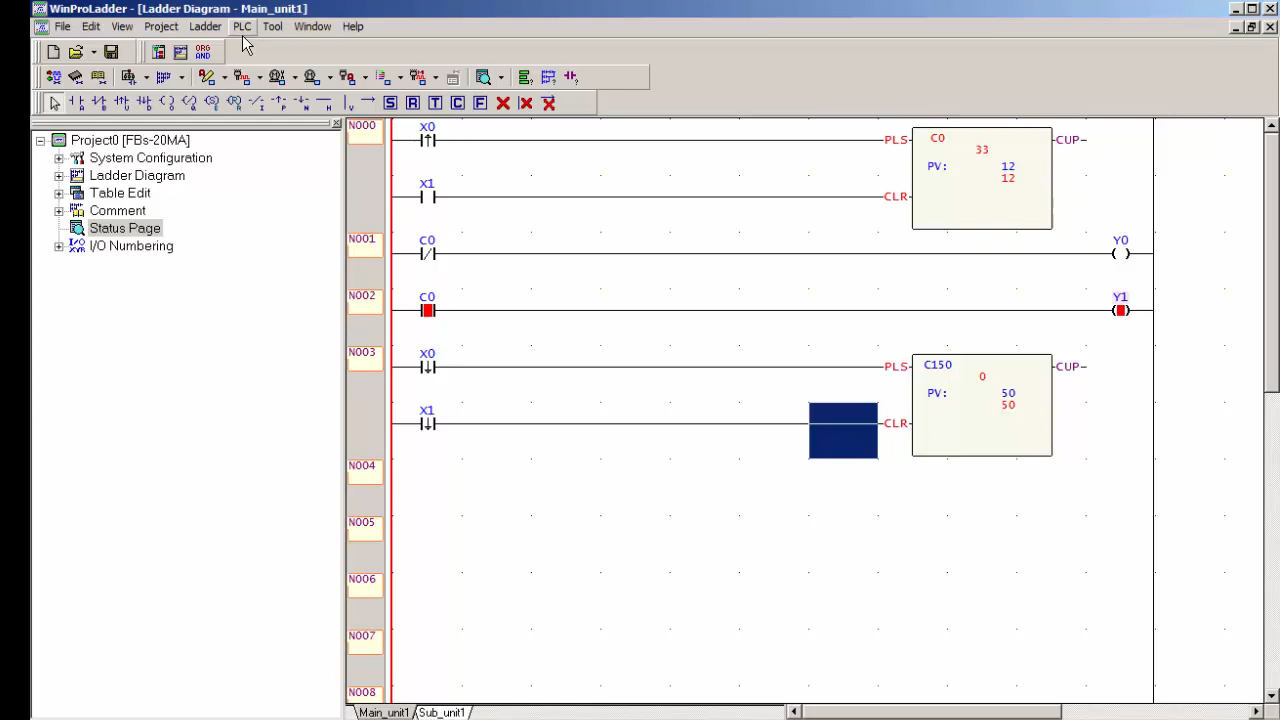 WinProLadder - [Ladder Diagram - Main_unit1]
File Edit View Project Ladder PLC Tool Window Help
ORG
AND
S R T C F
Project0 [FBs-20MA]
System Configuration
Ladder Diagram
Table Edit
Comment
Status Page
I/O Numbering
N000
X0
PLS
C0
33
PV: 12
12
CUP
X1
CLR
N001
C0
Y0
N002
C0
Y1
N003
X0
PLS
C150
0
PV: 50
50
CUP
X1
CLR
N004
N005
N006
N007
N008
Main_unit1 Sub_unit1